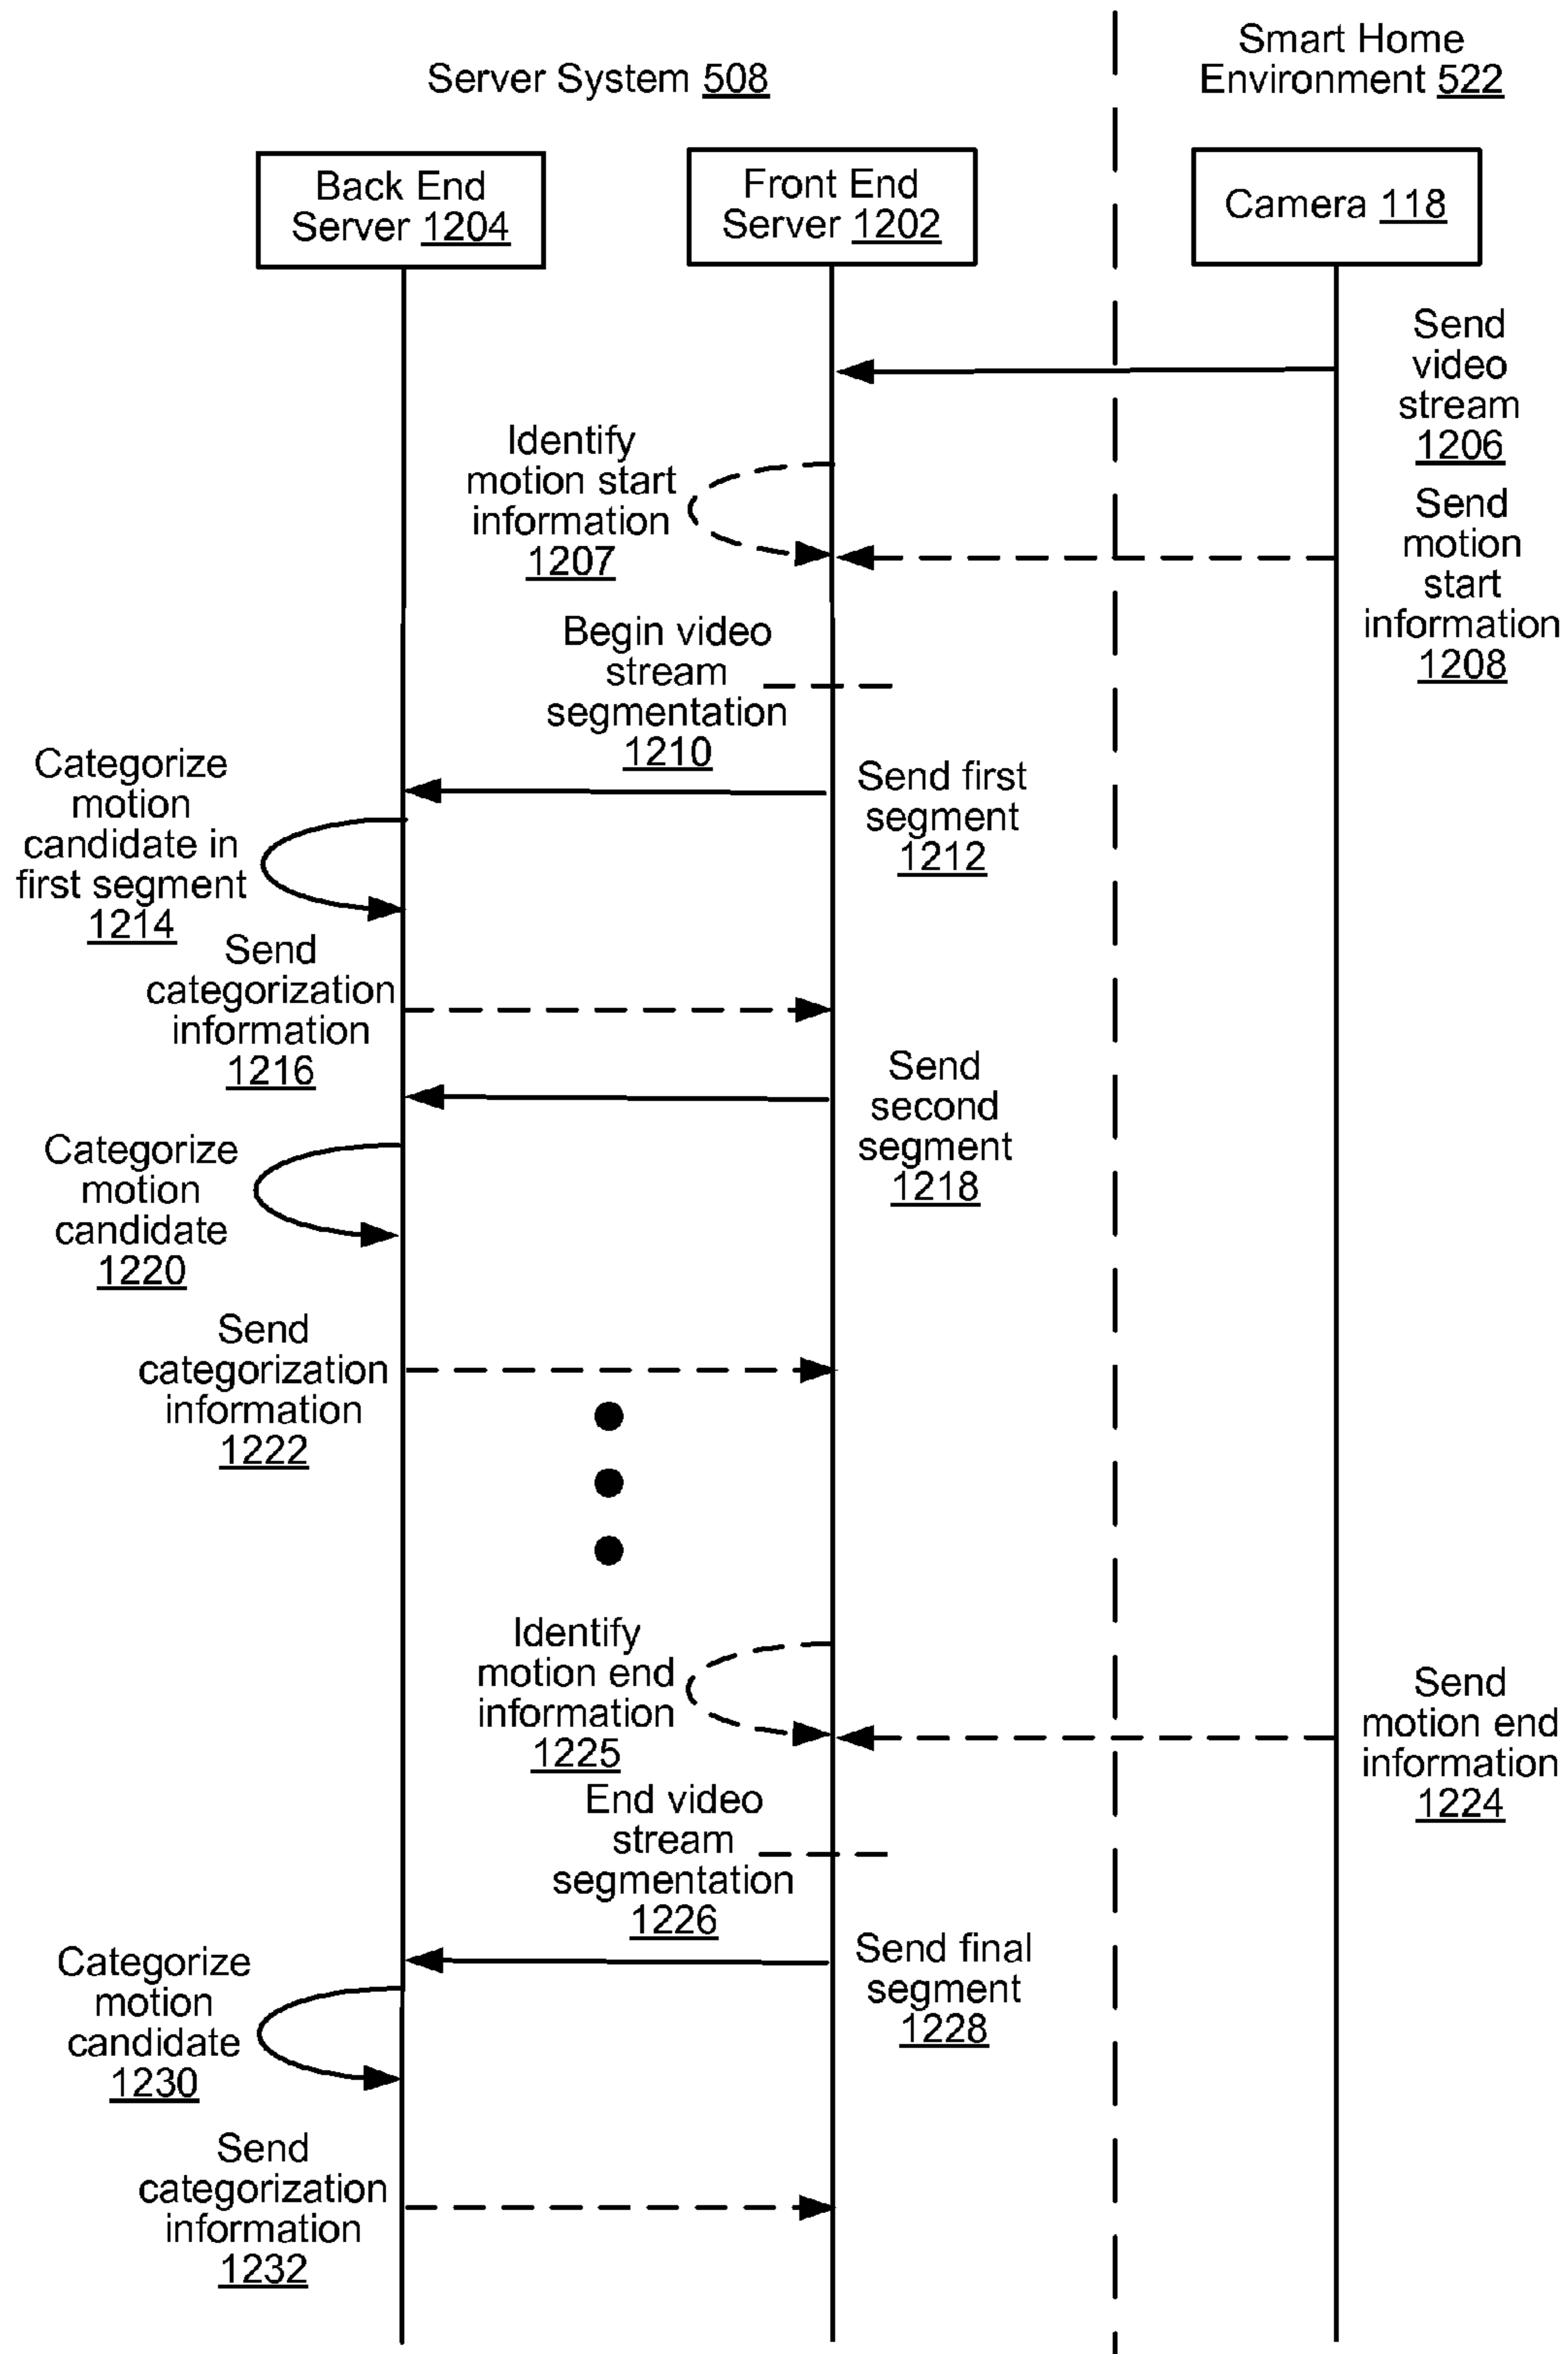 Server System 508
Smart Home
Environment 522
Back End
Server 1204
Front End
Server 1202
Camera 118
Send
video
stream
1206
Identify
motion start
information
1207
Send
motion
start
information
1208
Begin video
stream
segmentation
1210
Send first
segment
1212
Categorize
motion
candidate in
first segment
1214
Send
categorization
information
1216
Send
second
segment
1218
Categorize
motion
candidate
1220
Send
categorization
information
1222
Identify
motion end
information
1225
Send
motion end
information
1224
End video
stream
segmentation
1226
Send final
segment
1228
Categorize
motion
candidate
1230
Send
categorization
information
1232